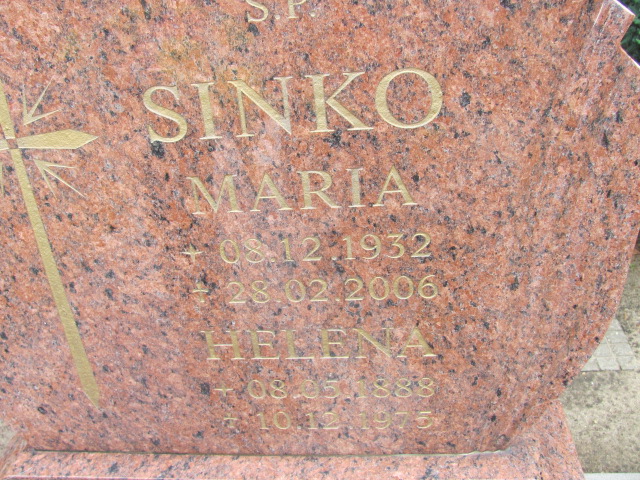 S.P.
SINKO
MARIA
+ 08.12.1932
+ 28.02.2006
HELENA
+ 08.05.1888
+ 10.12.1975